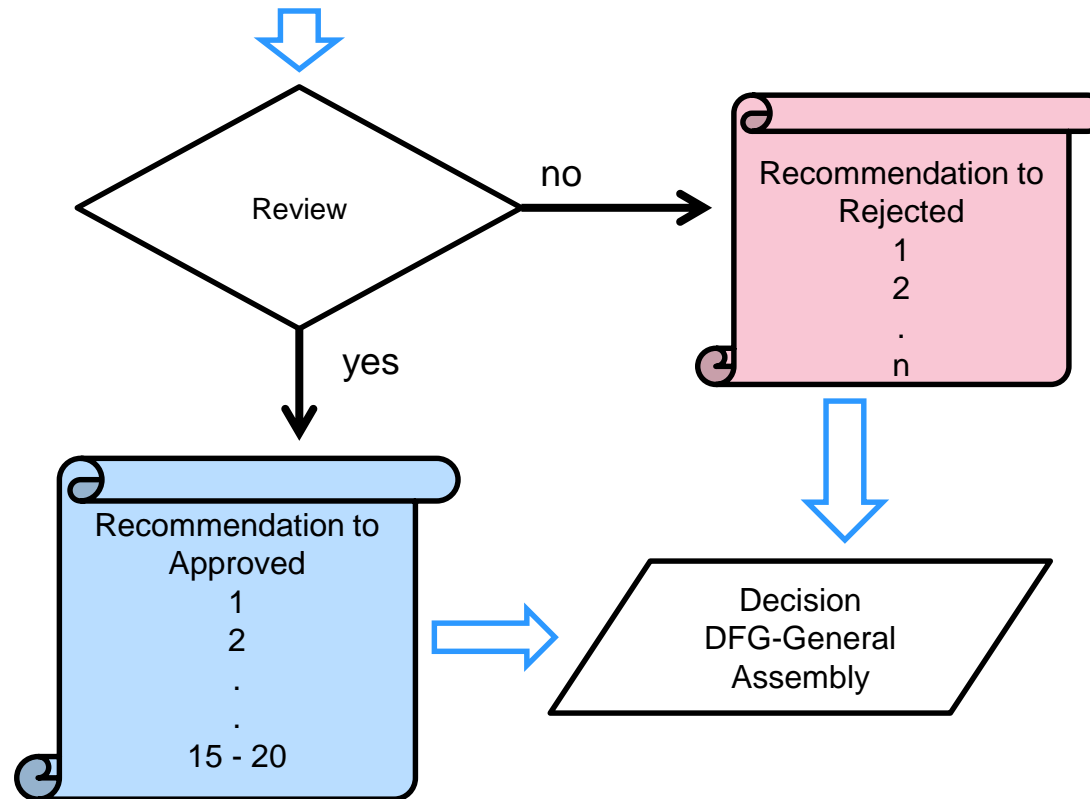 Review
no
yes
Recommendation to
Rejected
1
2
.
n
Recommendation to
Approved
1
2
.
.
15 - 20
Decision
DFG-General
Assembly